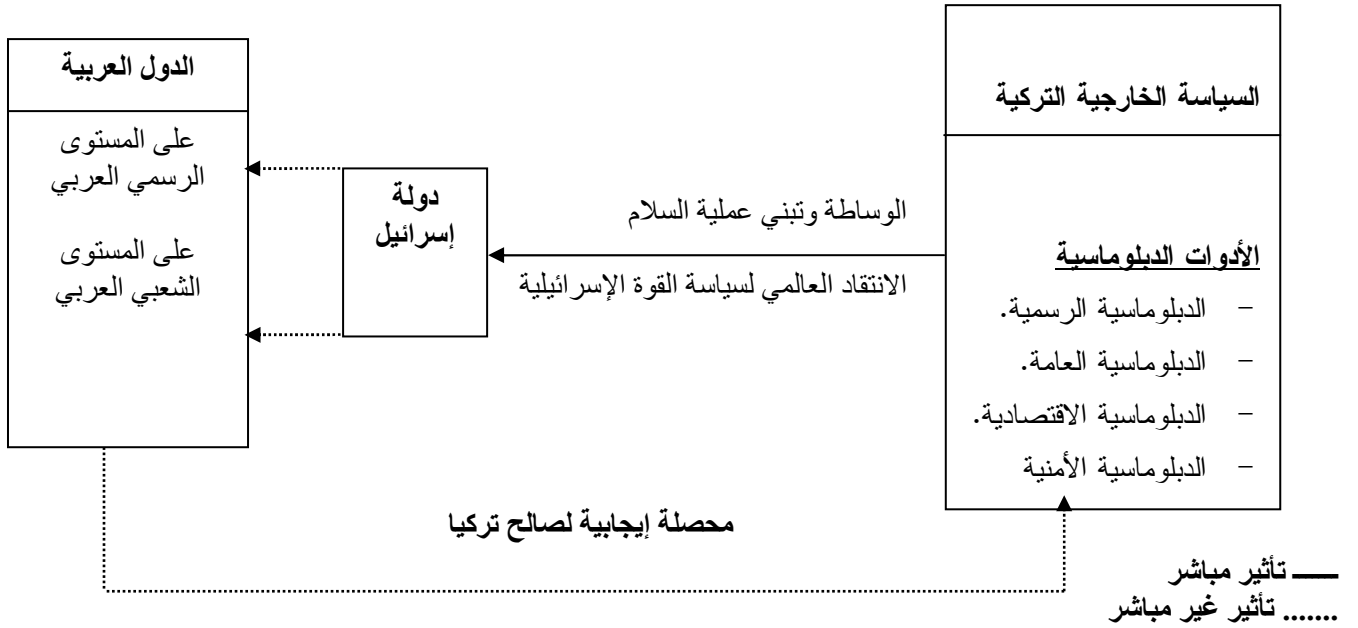 السياسة الخارجية التركية
الأدوات الدبلوماسية
– الدبلوماسية الرسمية.
– الدبلوماسية العامة.
– الدبلوماسية الاقتصادية.
– الدبلوماسية الأمنية
الوساطة وتبني عملية السلام
الانتقاد العالمي لسياسة القوة الإسرائيلية
دولة
إسرائيل
الدول العربية
على المستوى
الرسمي العربي
على المستوى
الشعبي العربي
محصلة إيجابية لصالح تركيا
تأثير مباشر
....... تأثير غير مباشر